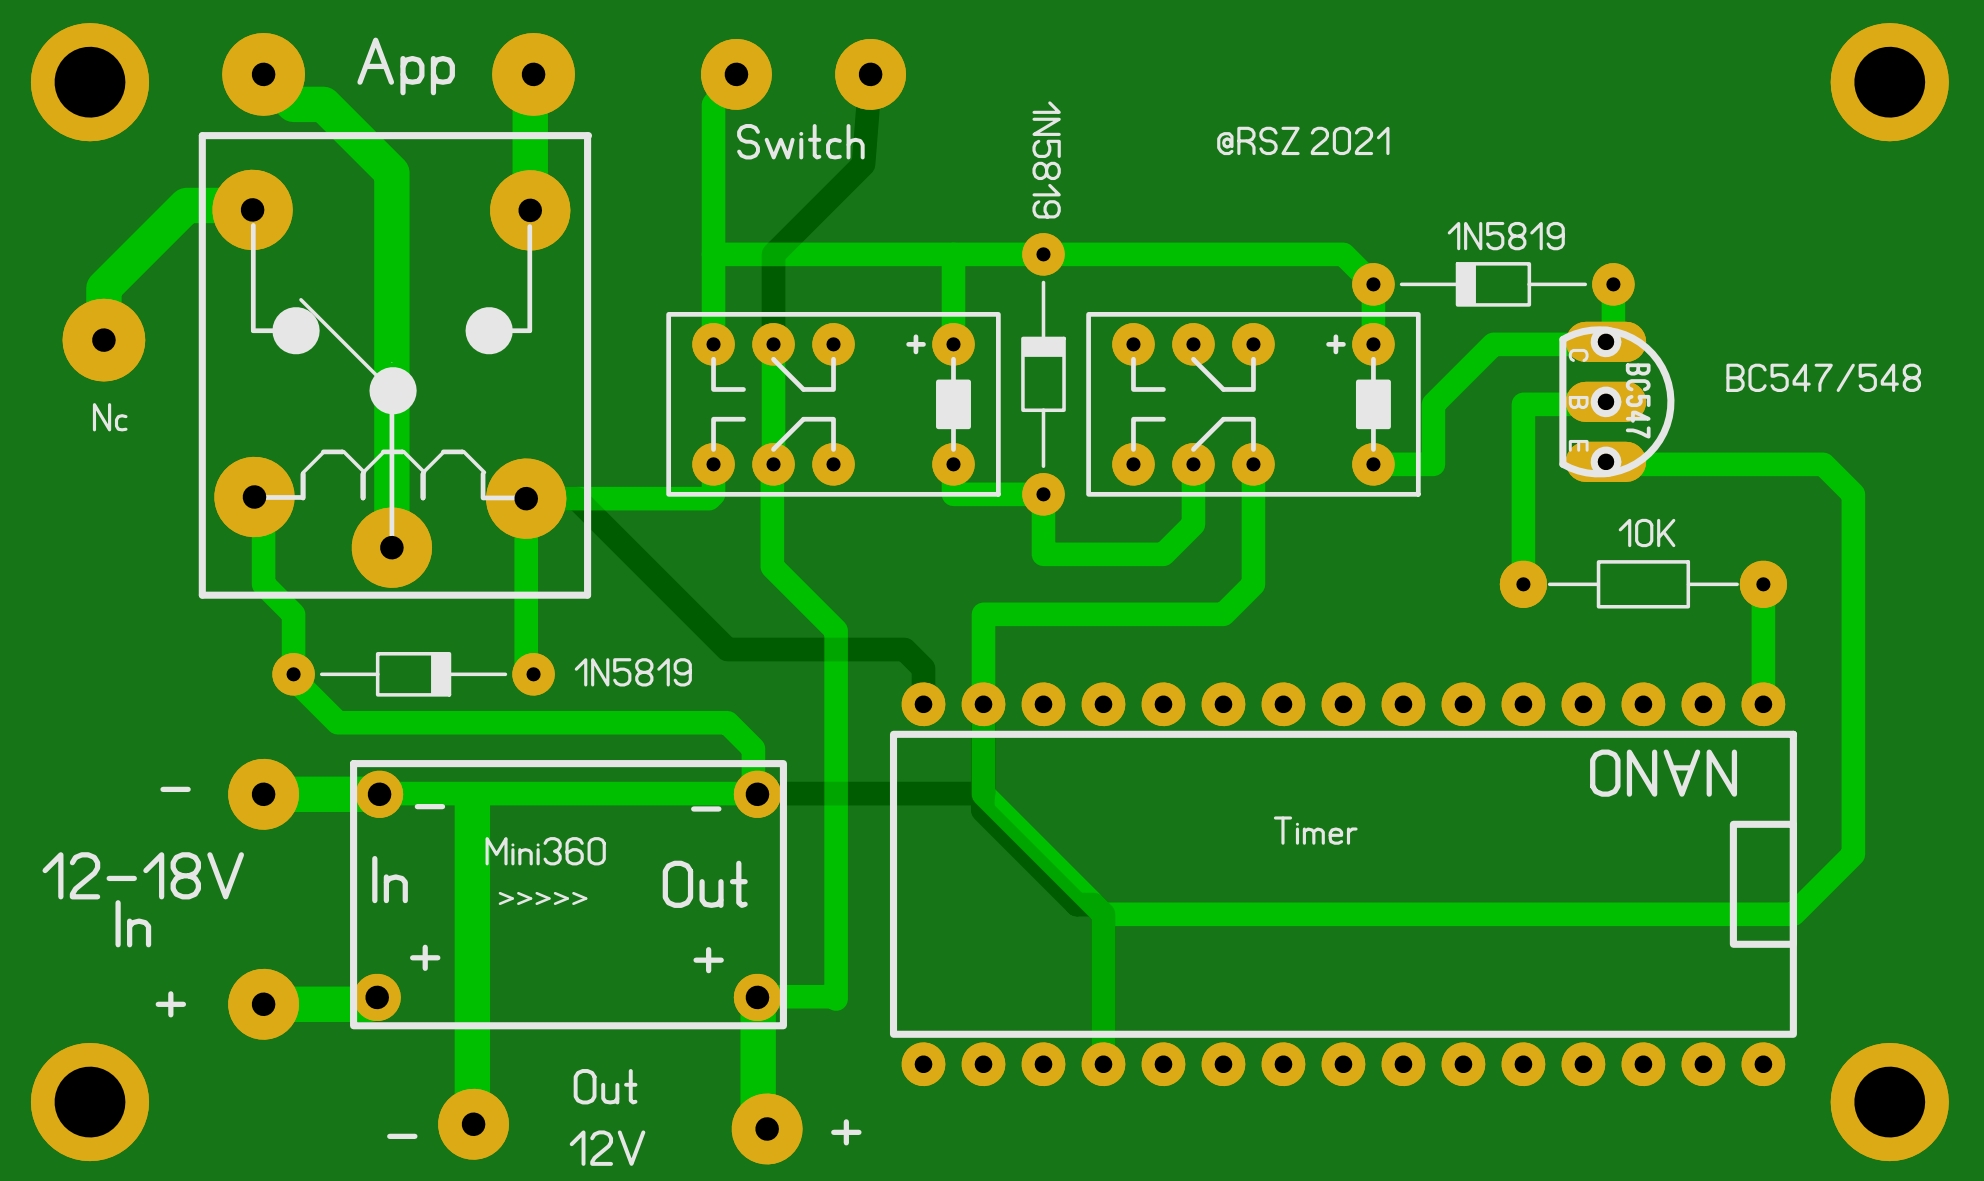 App
Switch
1N5819
@RSZ 2021
1N5819
+
+
C
B
E
BC547
BC547/548
Nc
10K
1N5819
NANO
Timer
−
−
−
Mini360
>>>>>
In
Out
12-18V
In
+
+
+
Out
12V
−
+